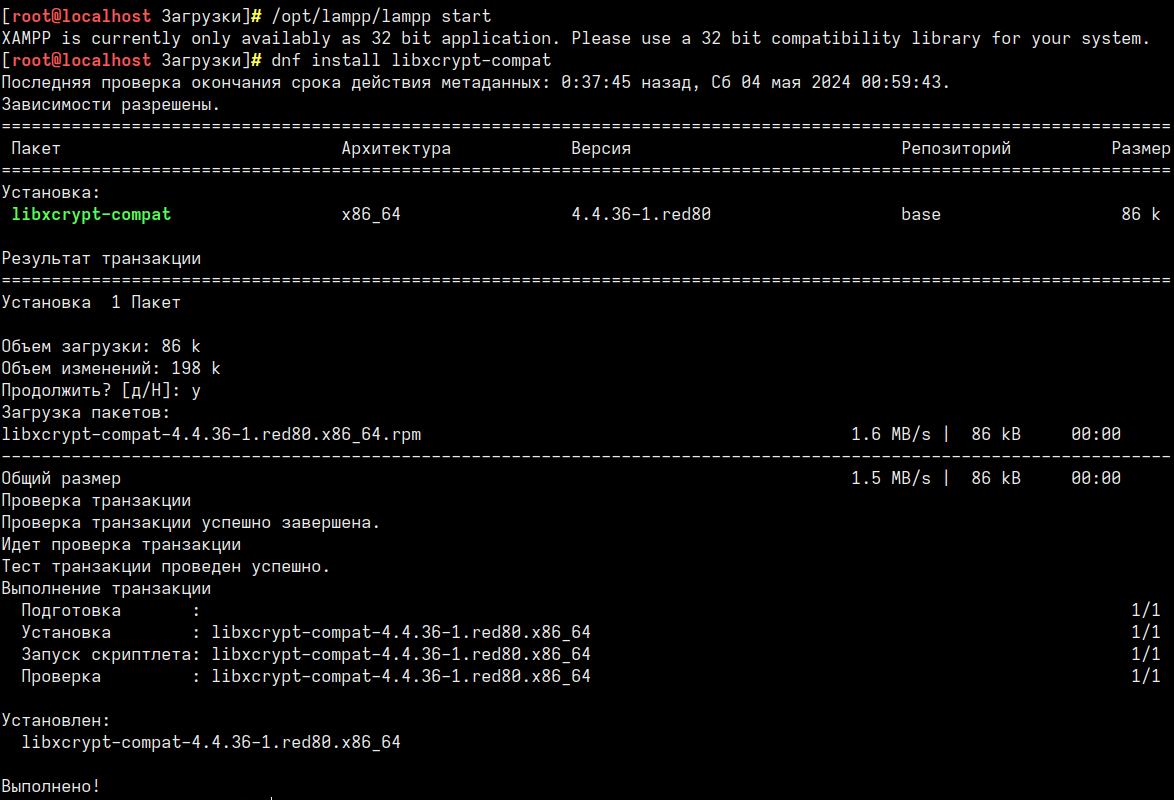 [root@localhost Загрузки]# /opt/lampp/lampp start
XAMPP is currently only availably as 32 bit application. Please use a 32 bit compatibility library for your system.
[root@localhost Загрузки]# dnf install libxcrypt-compat
Последняя проверка окончания срока действия метаданных: 0:37:45 назад, Сб 04 мая 2024 00:59:43.
Зависимости разрешены.
=====================================================================================================================
Пакет Архитектура Версия Репозиторий Размер
=====================================================================================================================
Установка:
libxcrypt-compat x86_64 4.4.36-1.red80 base 86 k
Результат транзакции
=====================================================================================================================
Установка 1 Пакет
Объем загрузки: 86 k
Объем изменений: 198 k
Продолжить? [д/Н]: y
Загрузка пакетов:
libxcrypt-compat-4.4.36-1.red80.x86_64.rpm 1.6 MB/s | 86 kB 00:00
---------------------------------------------------------------------------------------------------------------------
Общий размер 1.5 MB/s | 86 kB 00:00
Проверка транзакции
Проверка транзакции успешно завершена.
Идет проверка транзакции
Тест транзакции проведен успешно.
Выполнение транзакции
Подготовка : 1/1
Установка : libxcrypt-compat-4.4.36-1.red80.x86_64 1/1
Запуск скриптлета: libxcrypt-compat-4.4.36-1.red80.x86_64 1/1
Проверка : libxcrypt-compat-4.4.36-1.red80.x86_64 1/1
Установлен:
libxcrypt-compat-4.4.36-1.red80.x86_64
Выполнено!